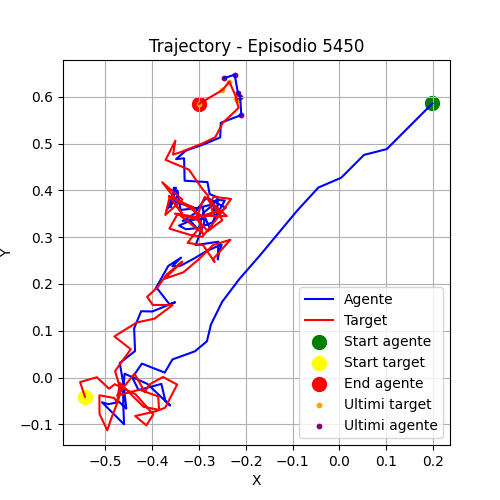 Trajectory - Episodio 5450
Y
0.6
0.5
0.4
0.3
0.2
0.1
0.0
−0.1
−0.5
−0.4
−0.3
−0.2
−0.1
0.0
0.1
0.2
X
Agente
Target
Start agente
Start target
End agente
Ultimi target
Ultimi agente